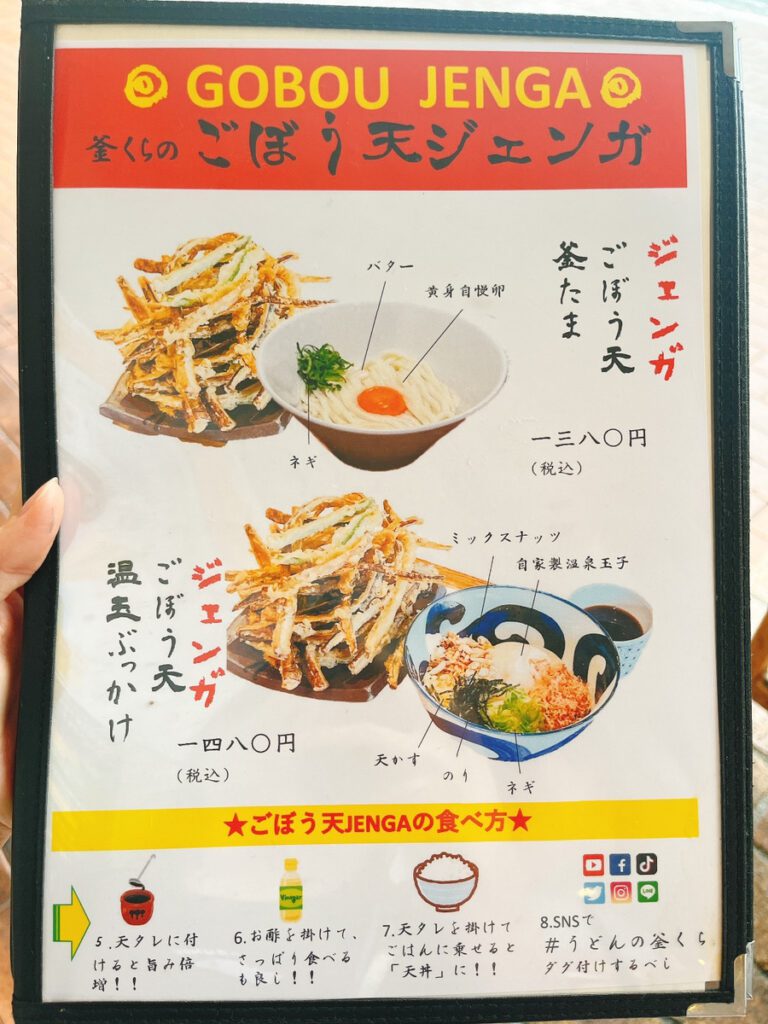 GOBOU JENGA
釜くらの ごぼう天ジェンガ
ジェンガ
ごぼう天
釜たま
バター
黄身自慢卵
ネギ
一三八〇円
(税込)
ジェンガ
ごぼう天
温玉ぶっかけ
ミックスナッツ
自家製温泉玉子
天かす
のり
ネギ
一四八〇円
(税込)
★ごぼう天JENGAの食べ方★
Vinegar
5.天タレに付
けると旨み倍
増!!
6.お酢を掛けて、
さっぱり食べる
も良し!!
7.天タレを掛けて
ごはんに乗せると
「天丼」に!!
LINE
8.SNSで
#うどんの釜くら
タグ付けするべし